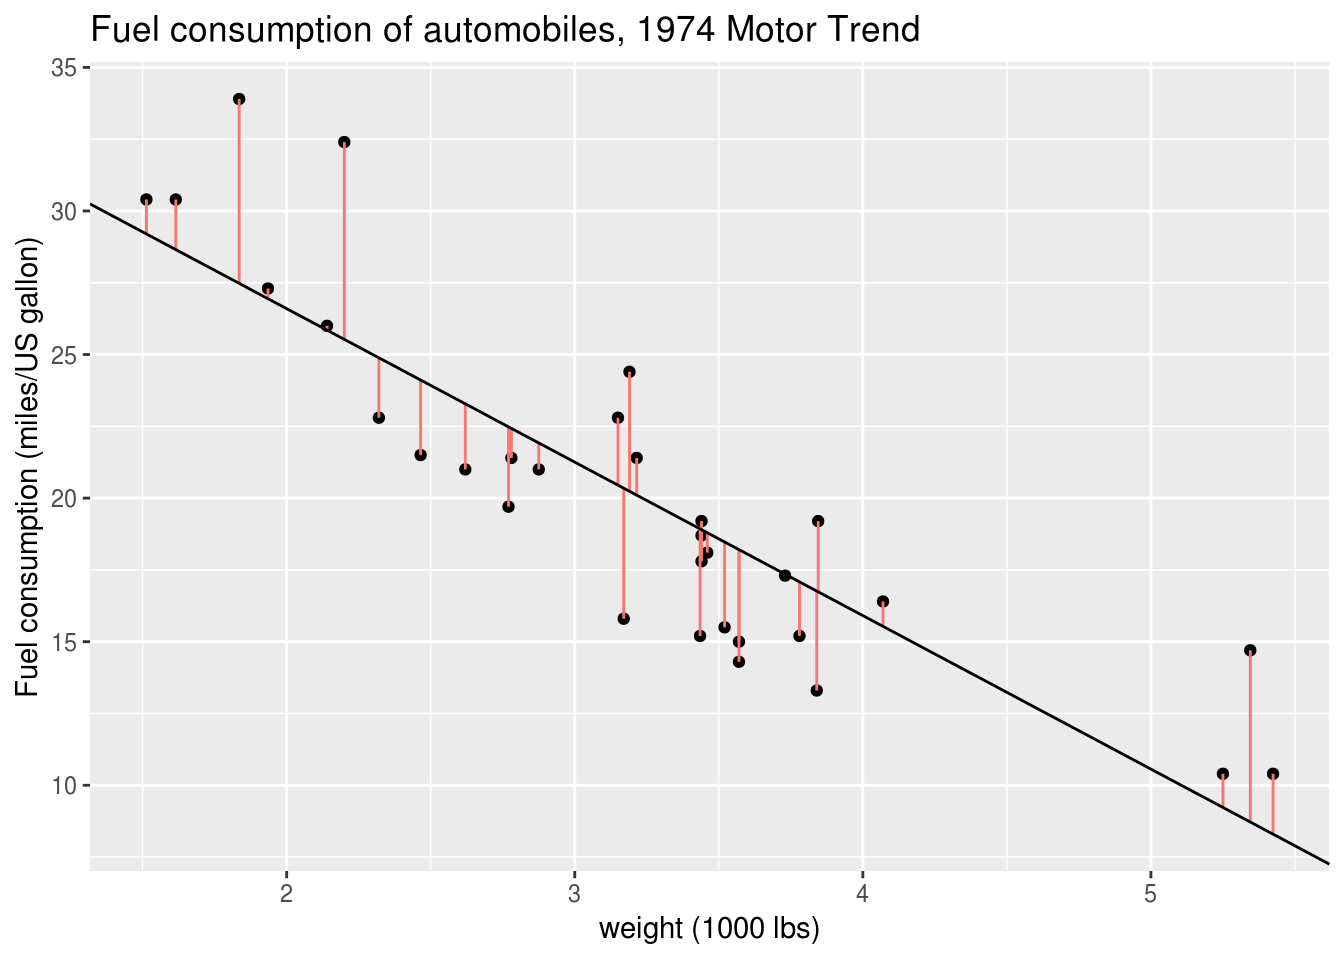 Fuel consumption of automobiles, 1974 Motor Trend
Fuel consumption (miles/US gallon)
35
30
25
20
15
10
2 3 4 5
weight (1000 lbs)